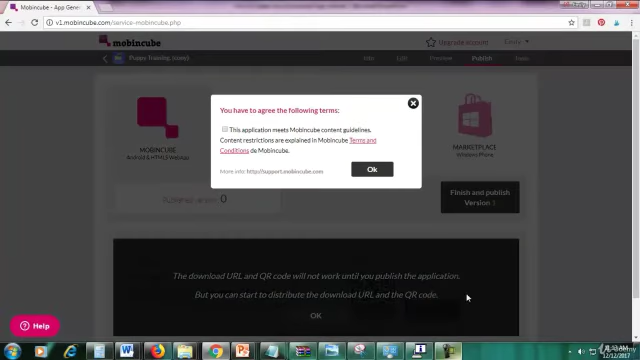 Mobincube - App Gener
v1.mobincube.com/service-mobincube.php
mobincube
Upgrade account
Puppy Training (copy)
Edit
Preview
Publish
You have to agree the following terms:
This application meets Mobincube content guidelines.
Content restrictions are explained in Mobincube Terms and
Conditions de Mobincube.
More info: http://support.mobincube.com
Ok
MOBINCUBE
Android & HTML5 WebApp
MARKETPLACE
Windows Phone
Published version: 0
Finish and publish
Version 1
The download URL and QR code will not work until you publish the application.
But you can start to distribute the download URL and the QR code.
OK
Help
12/12/2017